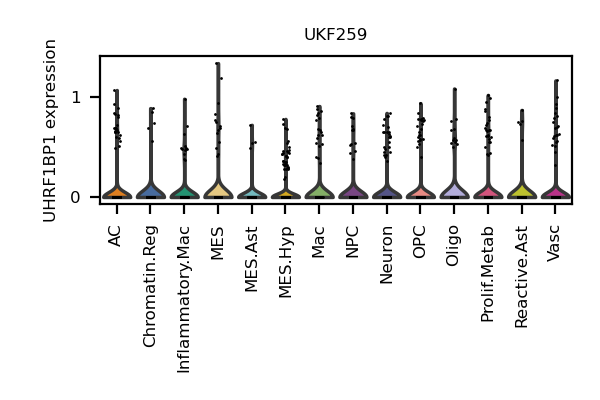 UKF259
UHRF1BP1 expression
1
0
AC
Chromatin.Reg
Inflammatory.Mac
MES
MES.Ast
MES.Hyp
Mac
NPC
Neuron
OPC
Oligo
Prolif.Metab
Reactive.Ast
Vasc